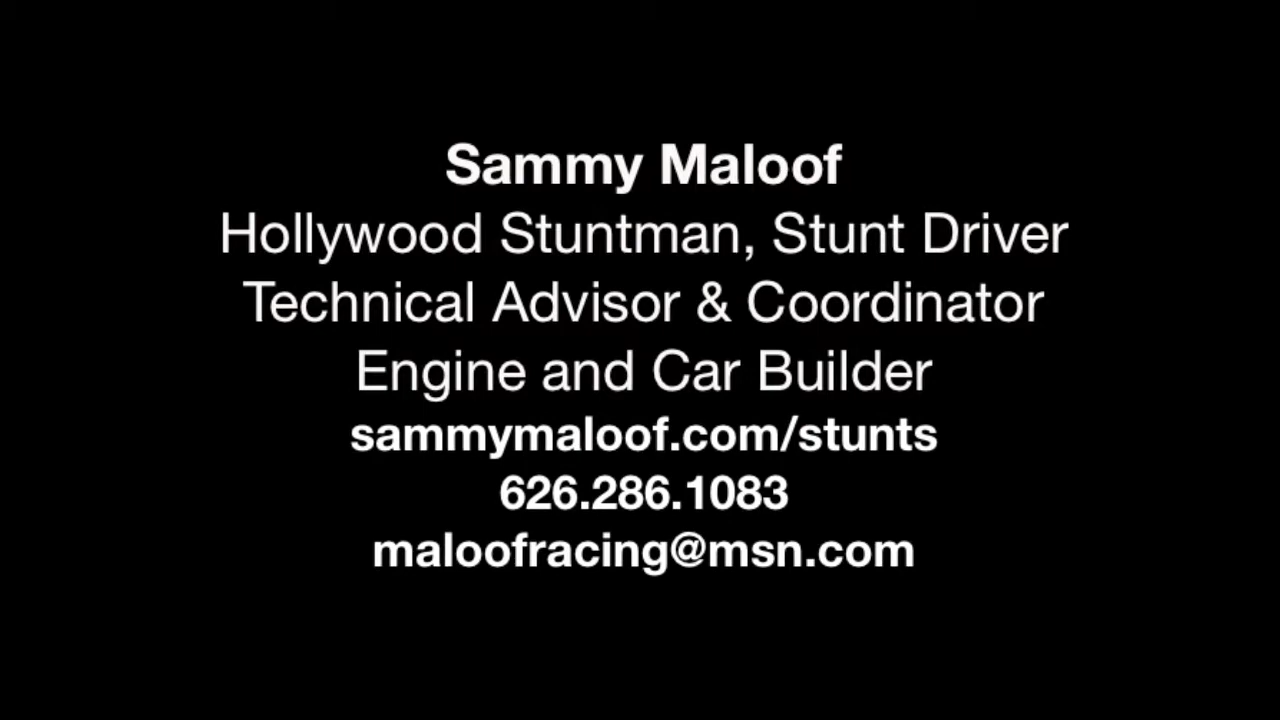 Sammy Maloof
Hollywood Stuntman, Stunt Driver
Technical Advisor & Coordinator
Engine and Car Builder
sammymaloof.com/stunts
626.286.1083
maloofracing@msn.com